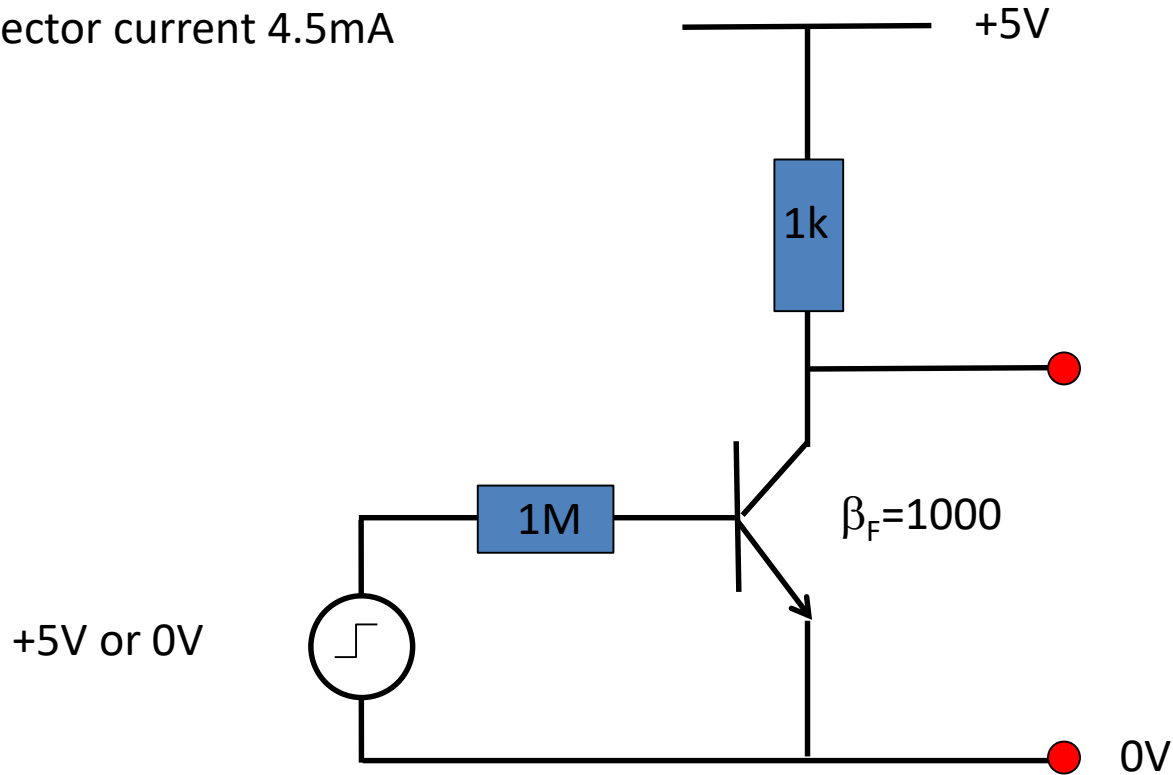 ector current 4.5mA
+5V
1k
1M
βF=1000
+5V or 0V
0V